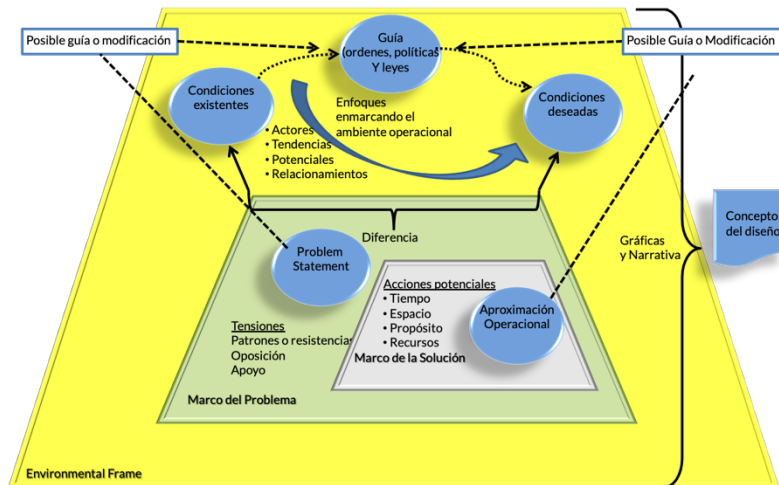 Posible guía o modificación
Guía
(ordenes, políticas
Y leyes
Posible Guía o Modificación
Condiciones
existentes
Enfoques
enmarcando el
ambiente operacional
Condiciones
deseadas
• Actores
• Tendencias
• Potenciales
• Relacionamientos
Diferencia
Gráficas
y Narrativa
Concepto
del diseño
Problem
Statement
Acciones potenciales
• Tiempo
• Espacio
• Propósito
• Recursos
Aproximación
Operacional
Marco de la Solución
Tensiones
Patrones o resistencias
Oposición
Apoyo
Marco del Problema
Environmental Frame